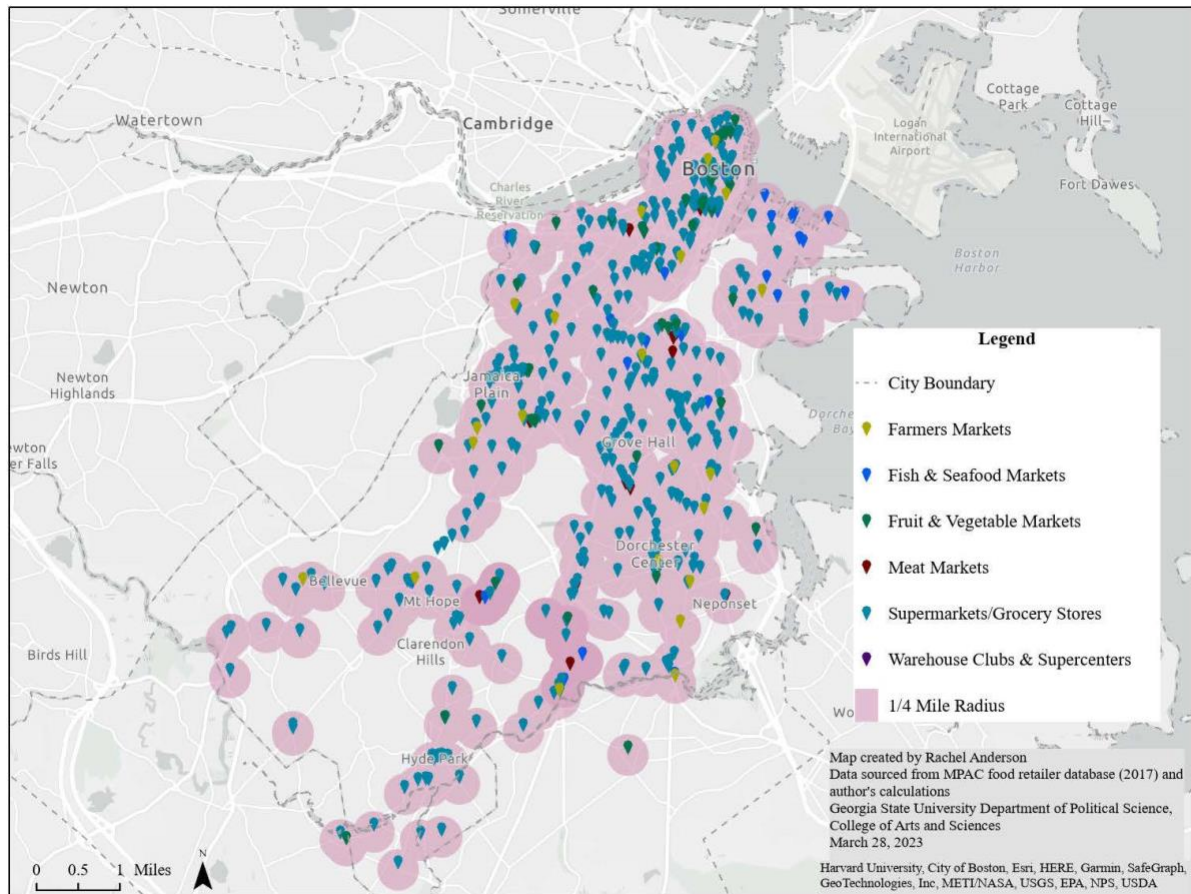 Somerville
Watertown
Cambridge
Boston
Logan
International
Airport
Cottage
Park
Cottage
Hill
Fort Dawes
Charles
River
Reservation
Boston
Harbor
Newton
Newton
Highlands
Jamaica
Plain
Grove Hall
Dorchester
Center
Neponset
Bellevue
Mt Hope
Clarendon
Hills
Birds Hill
Hyde Park
Legend
City Boundary
Farmers Markets
Fish & Seafood Markets
Fruit & Vegetable Markets
Meat Markets
Supermarkets/Grocery Stores
Warehouse Clubs & Supercenters
1/4 Mile Radius
Map created by Rachel Anderson
Data sourced from MPAC food retailer database (2017) and
author's calculations
Georgia State University Department of Political Science,
College of Arts and Sciences
March 28, 2023
Harvard University, City of Boston, Esri, HERE, Garmin, SafeGraph,
GeoTechnologies, Inc, METI/NASA, USGS, EPA, NPS, USDA
0 0.5 1 Miles
N